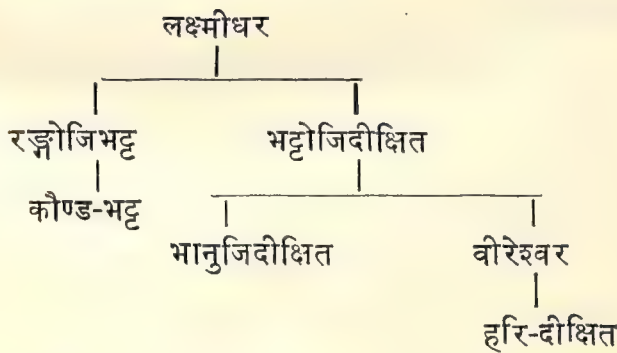 लक्ष्मीधर
रङ्गोजिभट्ट भट्टोजिदीक्षित
कौण्ड-भट्ट
भानुजिदीक्षित वीरेश्वर
हरि-दीक्षित